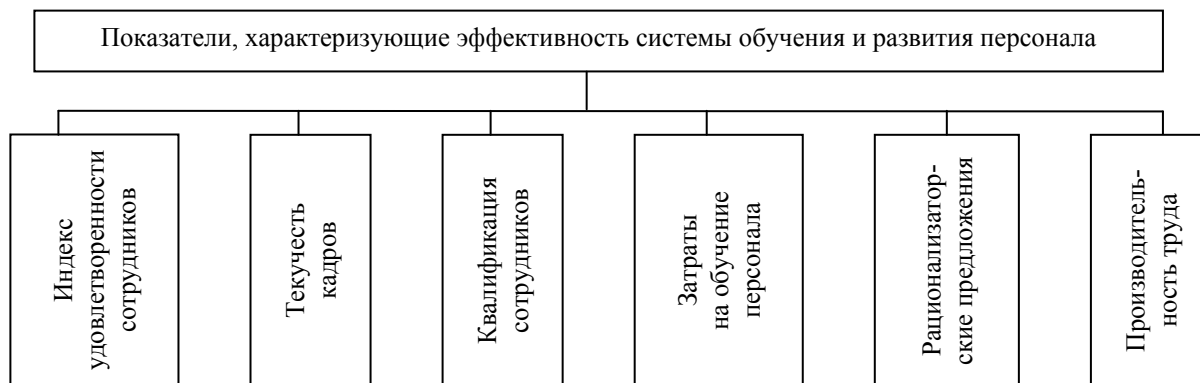 Показатели, характеризующие эффективность системы обучения и развития персонала
Индекс
удовлетворенности
сотрудников
Текучесть
кадров
Квалификация
сотрудников
Затраты
на обучение
персонала
Рационализатор-
ские предложения
Производитель-
ность труда